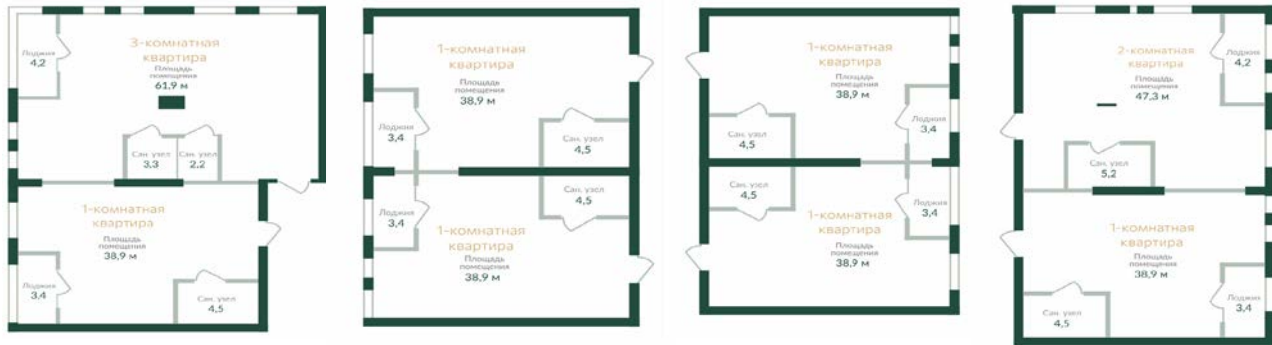 3-комнатная
квартира
Площадь
помещения
61,9 м
Лоджия
4,2
Сан. узел
3,3
Сан. узел
2,2
1-комнатная
квартира
Площадь
помещения
38,9 м
Лоджия
3,4
Сан. узел
4,5
1-комнатная
квартира
Площадь
помещения
38,9 м
Лоджия
3,4
Сан. узел
4,5
Сан. узел
4,5
Лоджия
3,4
1-комнатная
квартира
Площадь
помещения
38,9 м
1-комнатная
квартира
Площадь
помещения
38,9 м
Сан. узел
4,5
Лоджия
3,4
Сан. узел
4,5
Лоджия
3,4
1-комнатная
квартира
Площадь
помещения
38,9 м
2-комнатная
квартира
Площадь
помещения
47,3 м
Лоджия
4,2
Сан. узел
5,2
1-комнатная
квартира
Площадь
помещения
38,9 м
Сан. узел
4,5
Лоджия
3,4